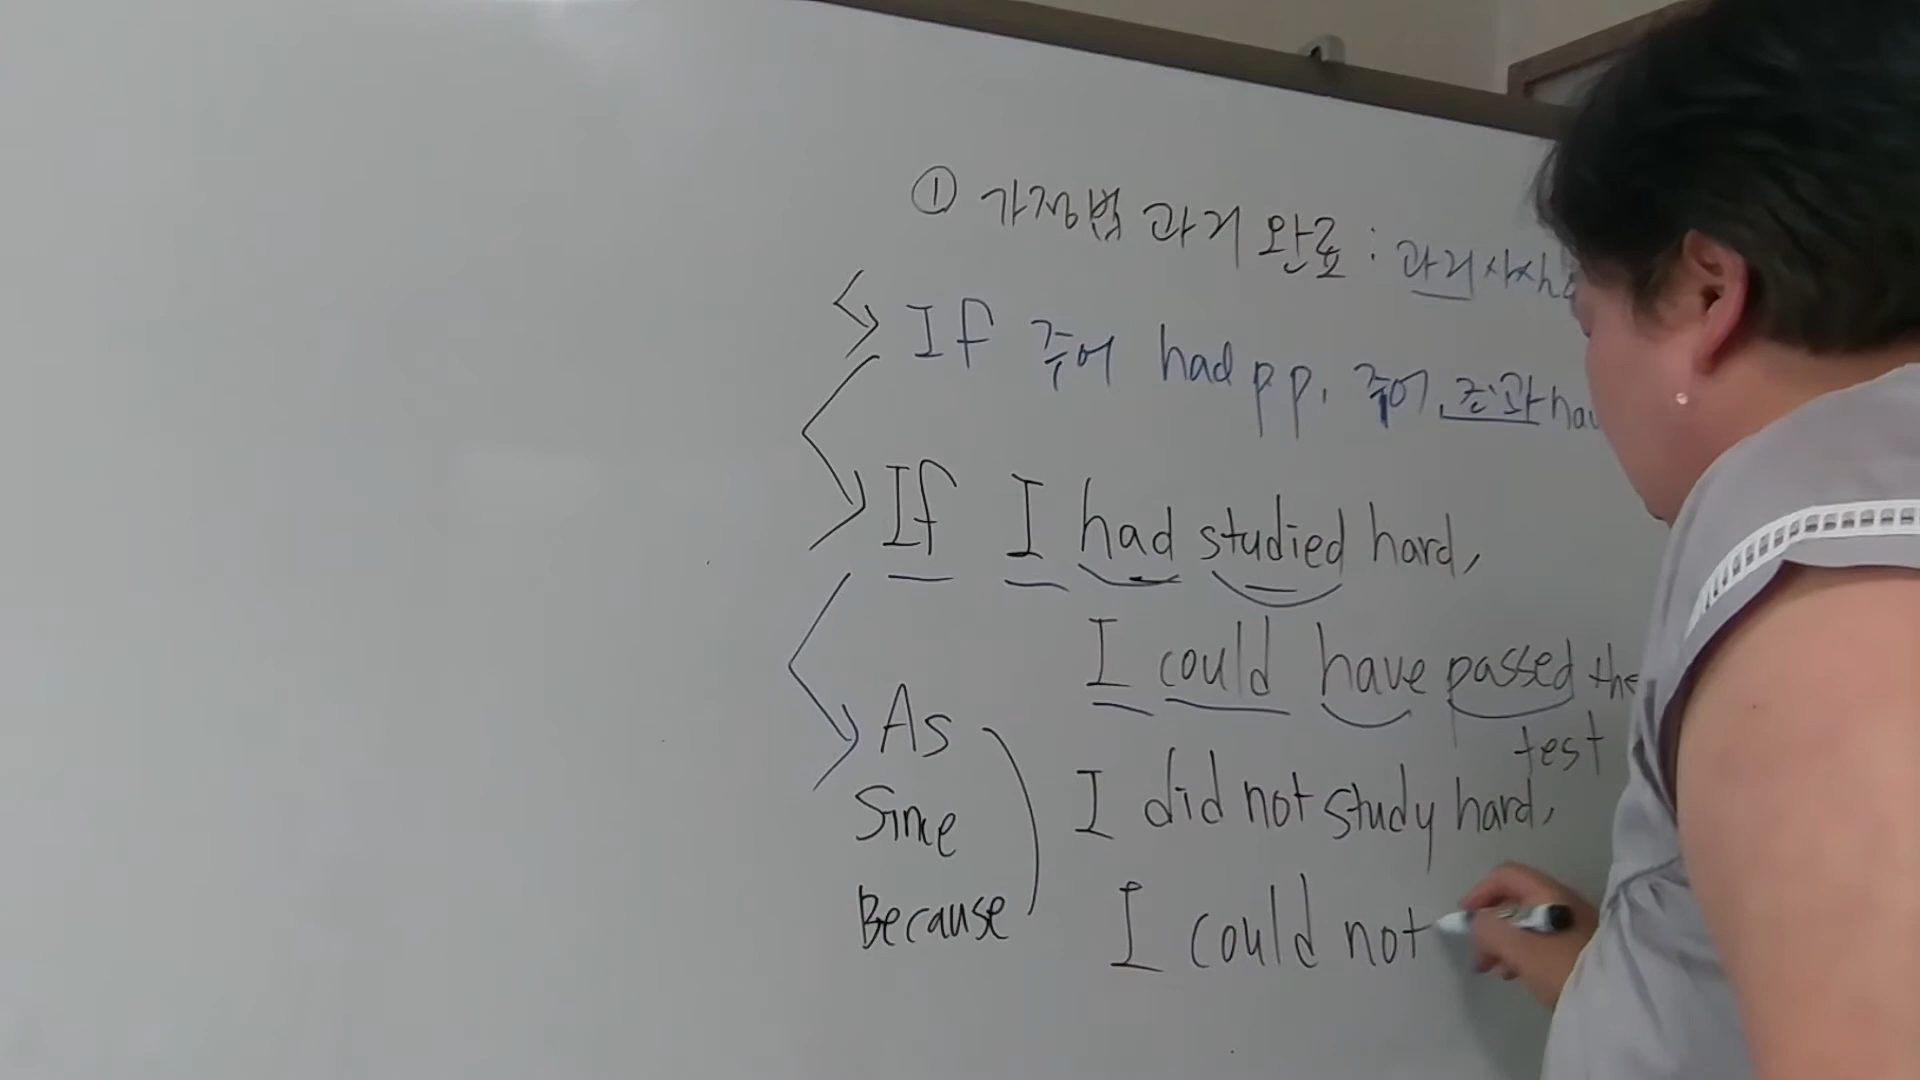 ① 가정법 과거 완료 : 과거사실
If 주어 had pp, 주어, 조과 have
If I had studied hard,
I could have passed the
test
As I did not study hard,
Since
Because I could not